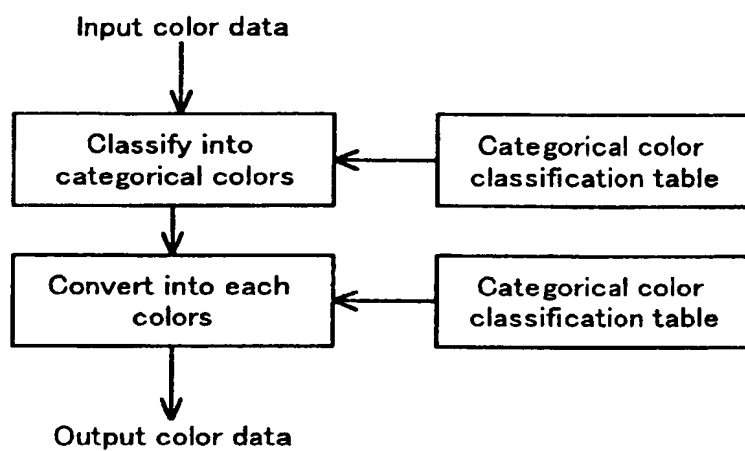 Input color data
Classify into
categorical colors
Categorical color
classification table
Convert into each
colors
Categorical color
classification table
Output color data